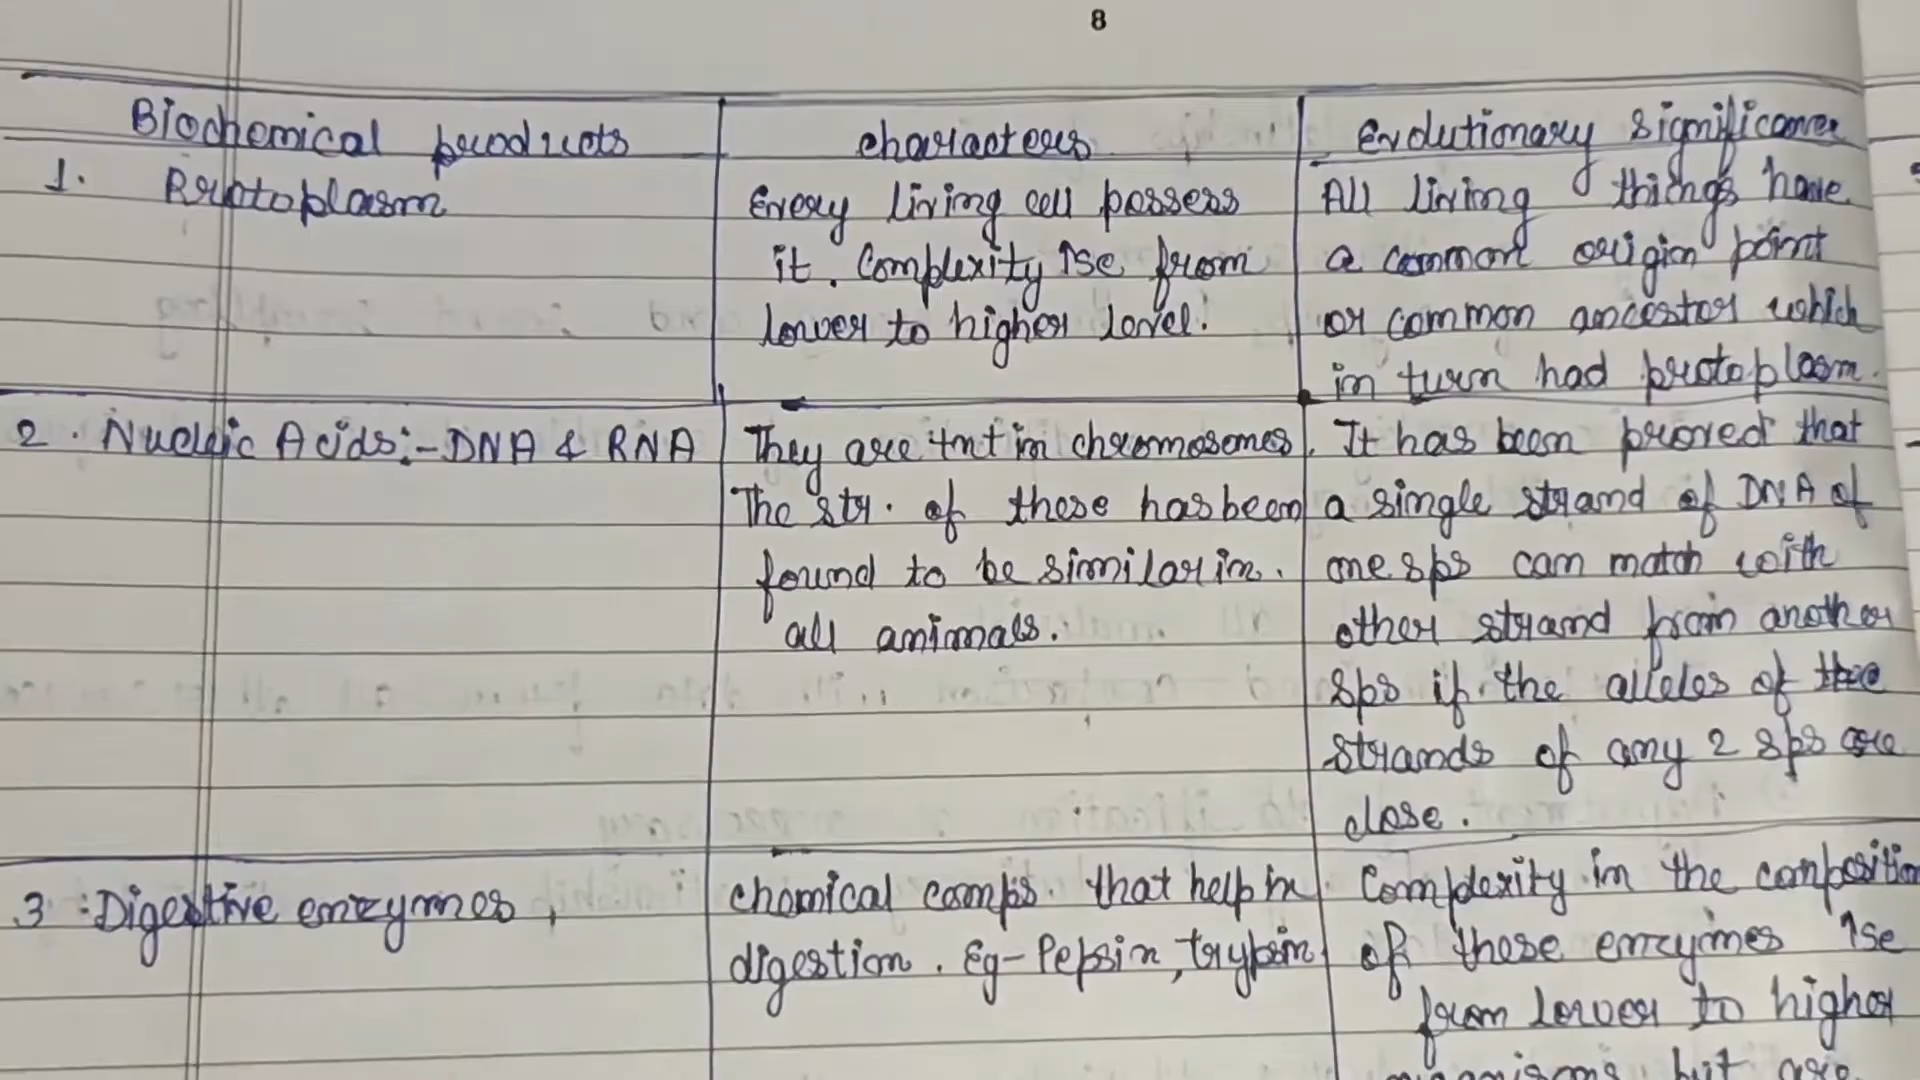 8
Biochemical products
characters
Evolutionary significance
1. Protoplasm
Every living cell possess
it. Complexity ↑se from
lower to higher level.
All living things have
a common origin point
or common ancestor which
in turn had protoplasm.
2. Nucleic Acids:- DNA & RNA
They are tnt in chromosomes.
The str. of these has been
found to be similar in.
all animals.
It has been proved that
a single strand of DNA of
one sps can match with
other strand from another
sps if the alleles of the
strands of any 2 sps are
close.
3. Digestive enzymes,
chemical comps. that help in
digestion. Eg- Pepsin, trypsin
Complexity in the composition
of these enzymes ↑se
from lower to higher
but are